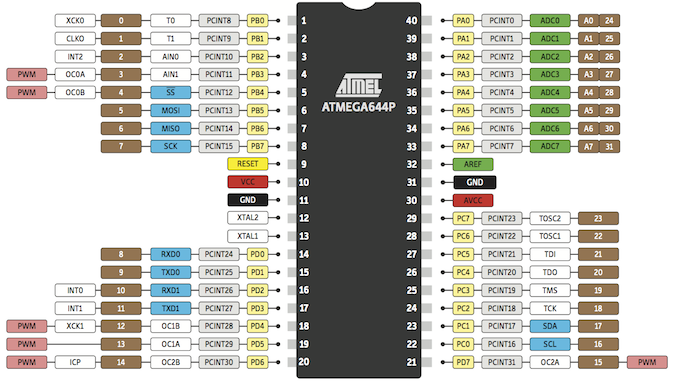 XCK0 0 T0 PCINT8 PB0 1 40 PA0 PCINT0 ADC0 A0 24
CLKO 1 T1 PCINT9 PB1 2 39 PA1 PCINT1 ADC1 A1 25
INT2 2 AIN0 PCINT10 PB2 3 38 PA2 PCINT2 ADC2 A2 26
PWM OC0A 3 AIN1 PCINT11 PB3 4 37 PA3 PCINT3 ADC3 A3 27
PWM OC0B 4 SS PCINT12 PB4 5 ATMEL 36 PA4 PCINT4 ADC4 A4 28
5 MOSI PCINT13 PB5 6 ATMEGA644P 35 PA5 PCINT5 ADC5 A5 29
6 MISO PCINT14 PB6 7 34 PA6 PCINT6 ADC6 A6 30
7 SCK PCINT15 PB7 8 33 PA7 PCINT7 ADC7 A7 31
RESET 9 32 AREF
VCC 10 31 GND
GND 11 30 AVCC
XTAL2 12 29 PC7 PCINT23 TOSC2 23
XTAL1 13 28 PC6 PCINT22 TOSC1 22
8 RXD0 PCINT24 PD0 14 27 PC5 PCINT21 TDI 21
9 TXD0 PCINT25 PD1 15 26 PC4 PCINT20 TDO 20
INT0 10 RXD1 PCINT26 PD2 16 25 PC3 PCINT19 TMS 19
INT1 11 TXD1 PCINT27 PD3 17 24 PC2 PCINT18 TCK 18
PWM XCK1 12 OC1B PCINT28 PD4 18 23 PC1 PCINT17 SDA 17
PWM 13 OC1A PCINT29 PD5 19 22 PC0 PCINT16 SCL 16
PWM ICP 14 OC2B PCINT30 PD6 20 21 PD7 PCINT31 OC2A 15 PWM